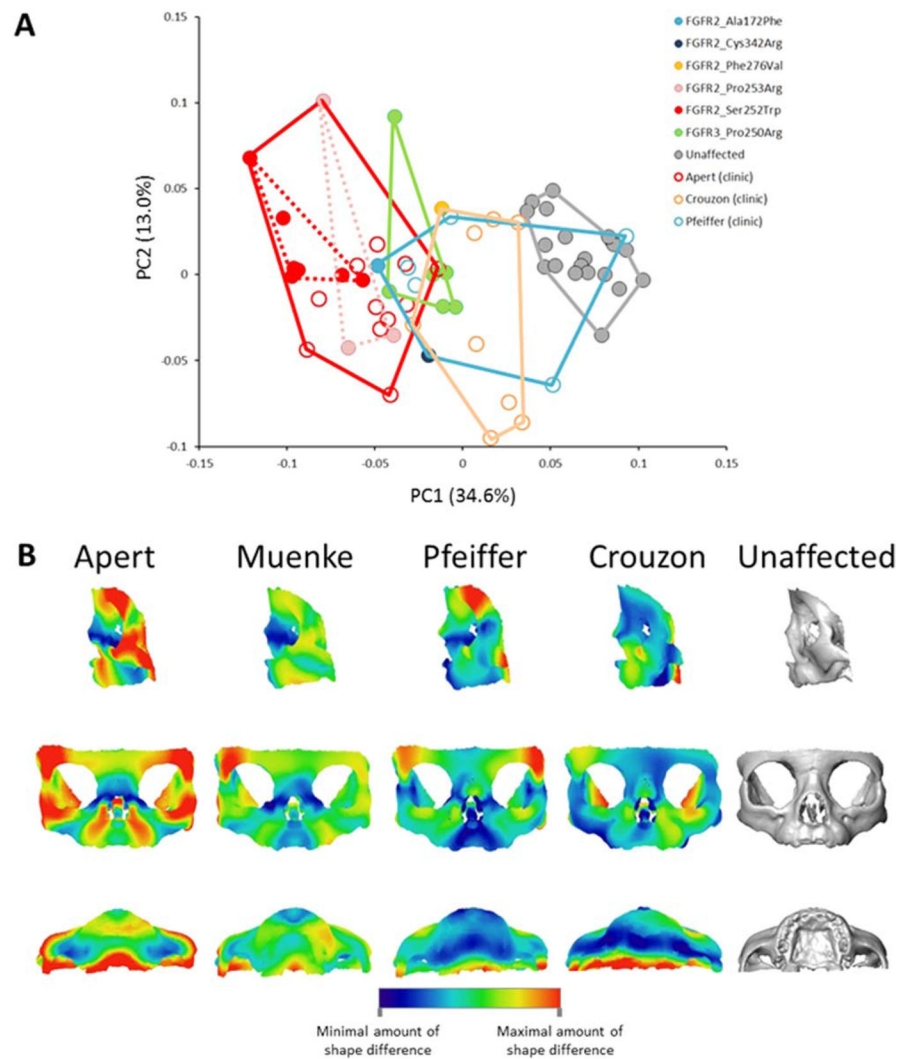 A
0.15
0.1
0.05
0
-0.05
-0.1
-0.15
-0.1
-0.05
0
0.05
0.1
0.15
PC2 (13.0%)
PC1 (34.6%)
FGFR2_Ala172Phe
FGFR2_Cys342Arg
FGFR2_Phe276Val
FGFR2_Pro253Arg
FGFR2_Ser252Trp
FGFR3_Pro250Arg
Unaffected
Apert (clinic)
Crouzon (clinic)
Pfeiffer (clinic)
B
Apert Muenke Pfeiffer Crouzon Unaffected
Minimal amount of
shape difference
Maximal amount of
shape difference